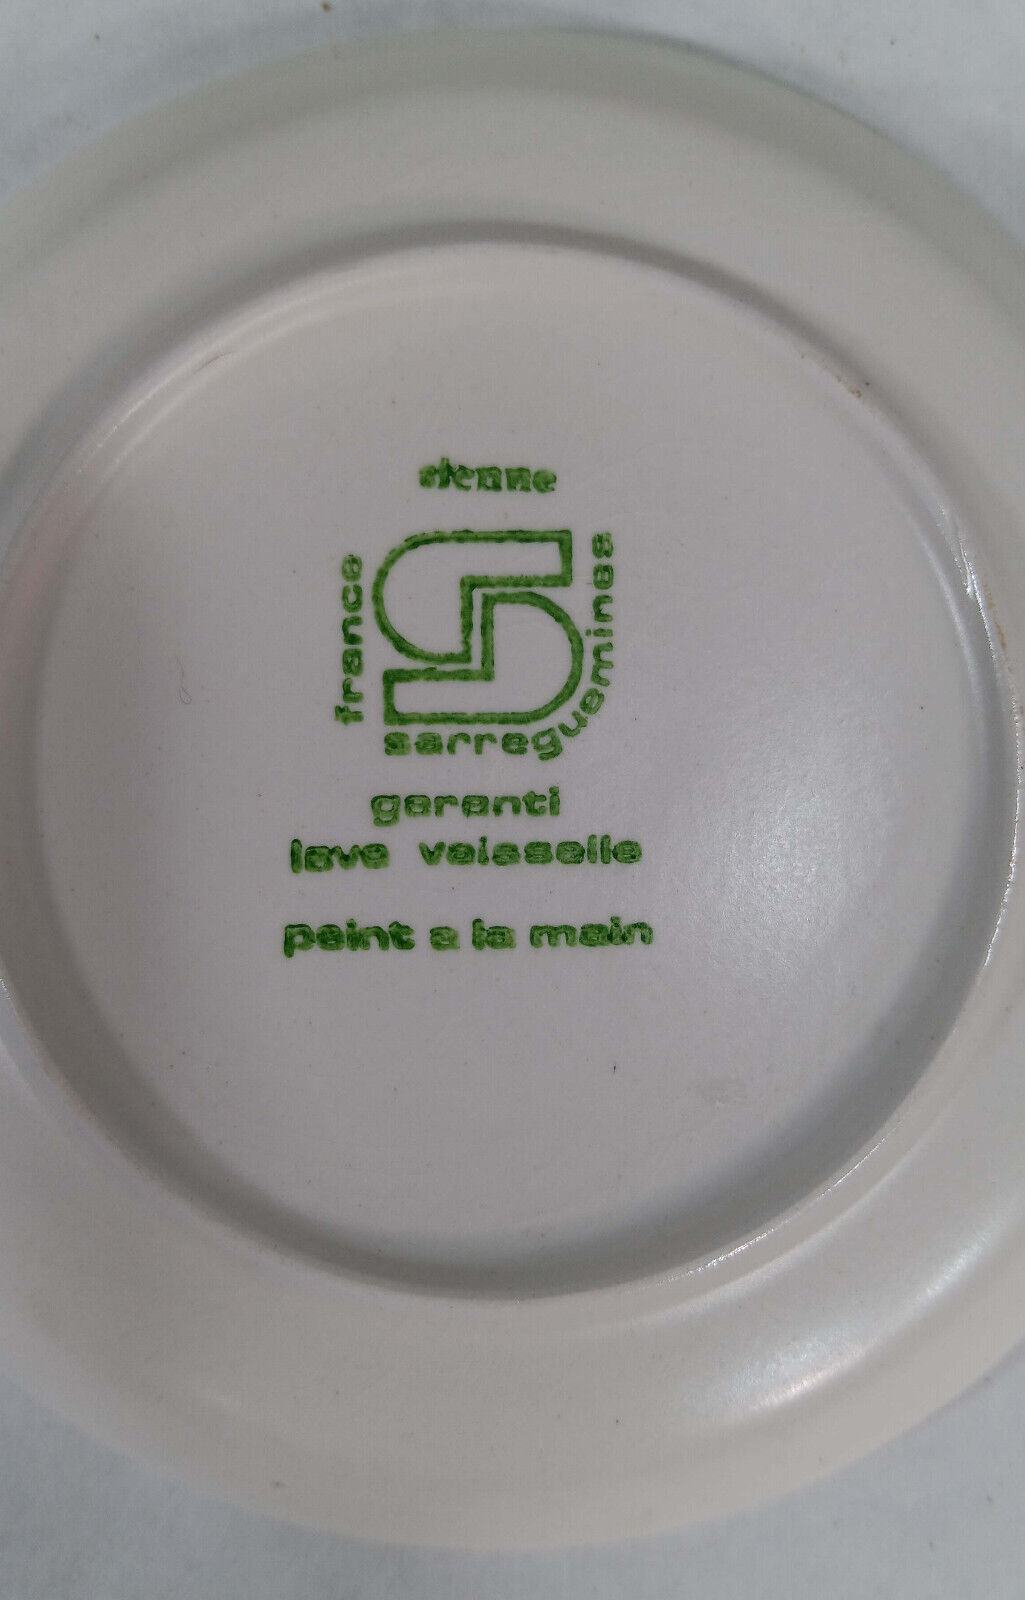 sienne
france
sarreguemines
garanti
lave vaisselle
peint a la main